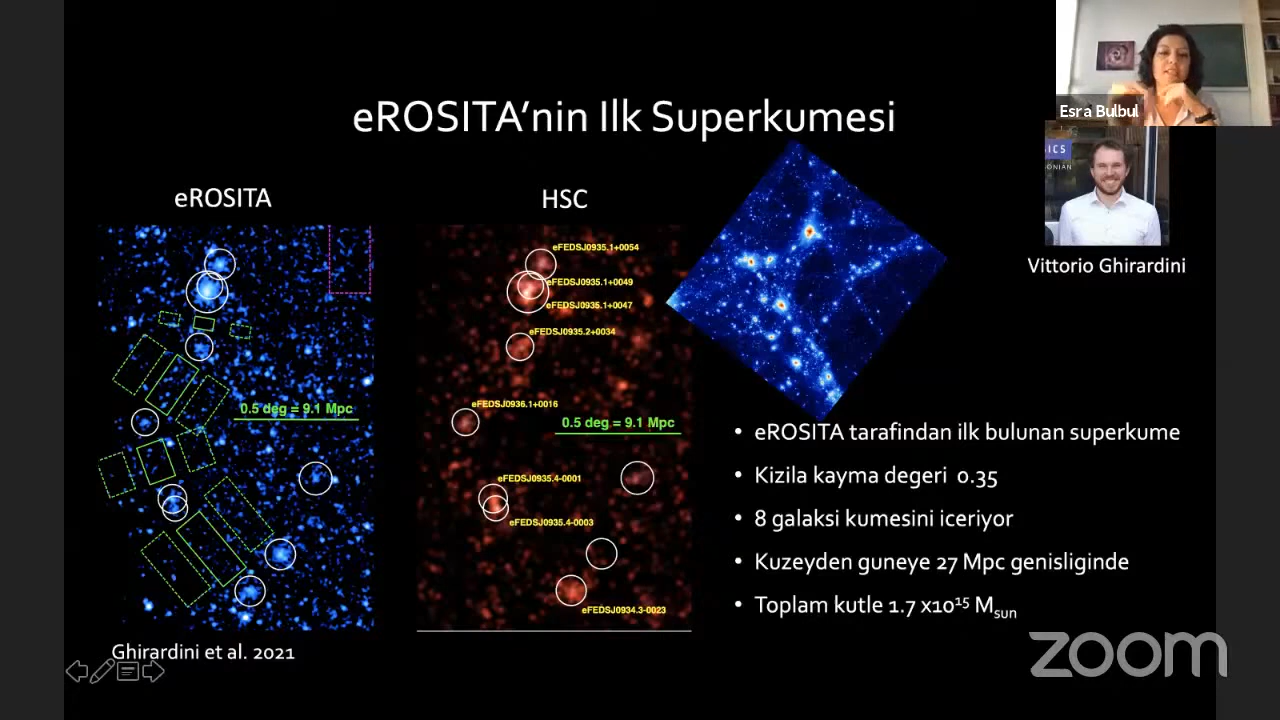 eROSITA’nin Ilk Superkumesi
Esra Bulbul
ICS
ONIAN
Vittorio Ghirardini
eROSITA
HSC
0.5 deg = 9.1 Mpc
eFEDSJ0935.1+0054
eFEDSJ0935.1+0049
eFEDSJ0935.1+0047
eFEDSJ0935.2+0034
eFEDSJ0936.1+0016
0.5 deg = 9.1 Mpc
eFEDSJ0935.4-0001
eFEDSJ0935.4-0003
eFEDSJ0934.3-0023
• eROSITA tarafindan ilk bulunan superkume
• Kizila kayma degeri 0.35
• 8 galaksi kumesini iceriyor
• Kuzeyden guneye 27 Mpc genisliginde
• Toplam kutle 1.7 x10¹⁵ Msun
Ghirardini et al. 2021
zoom